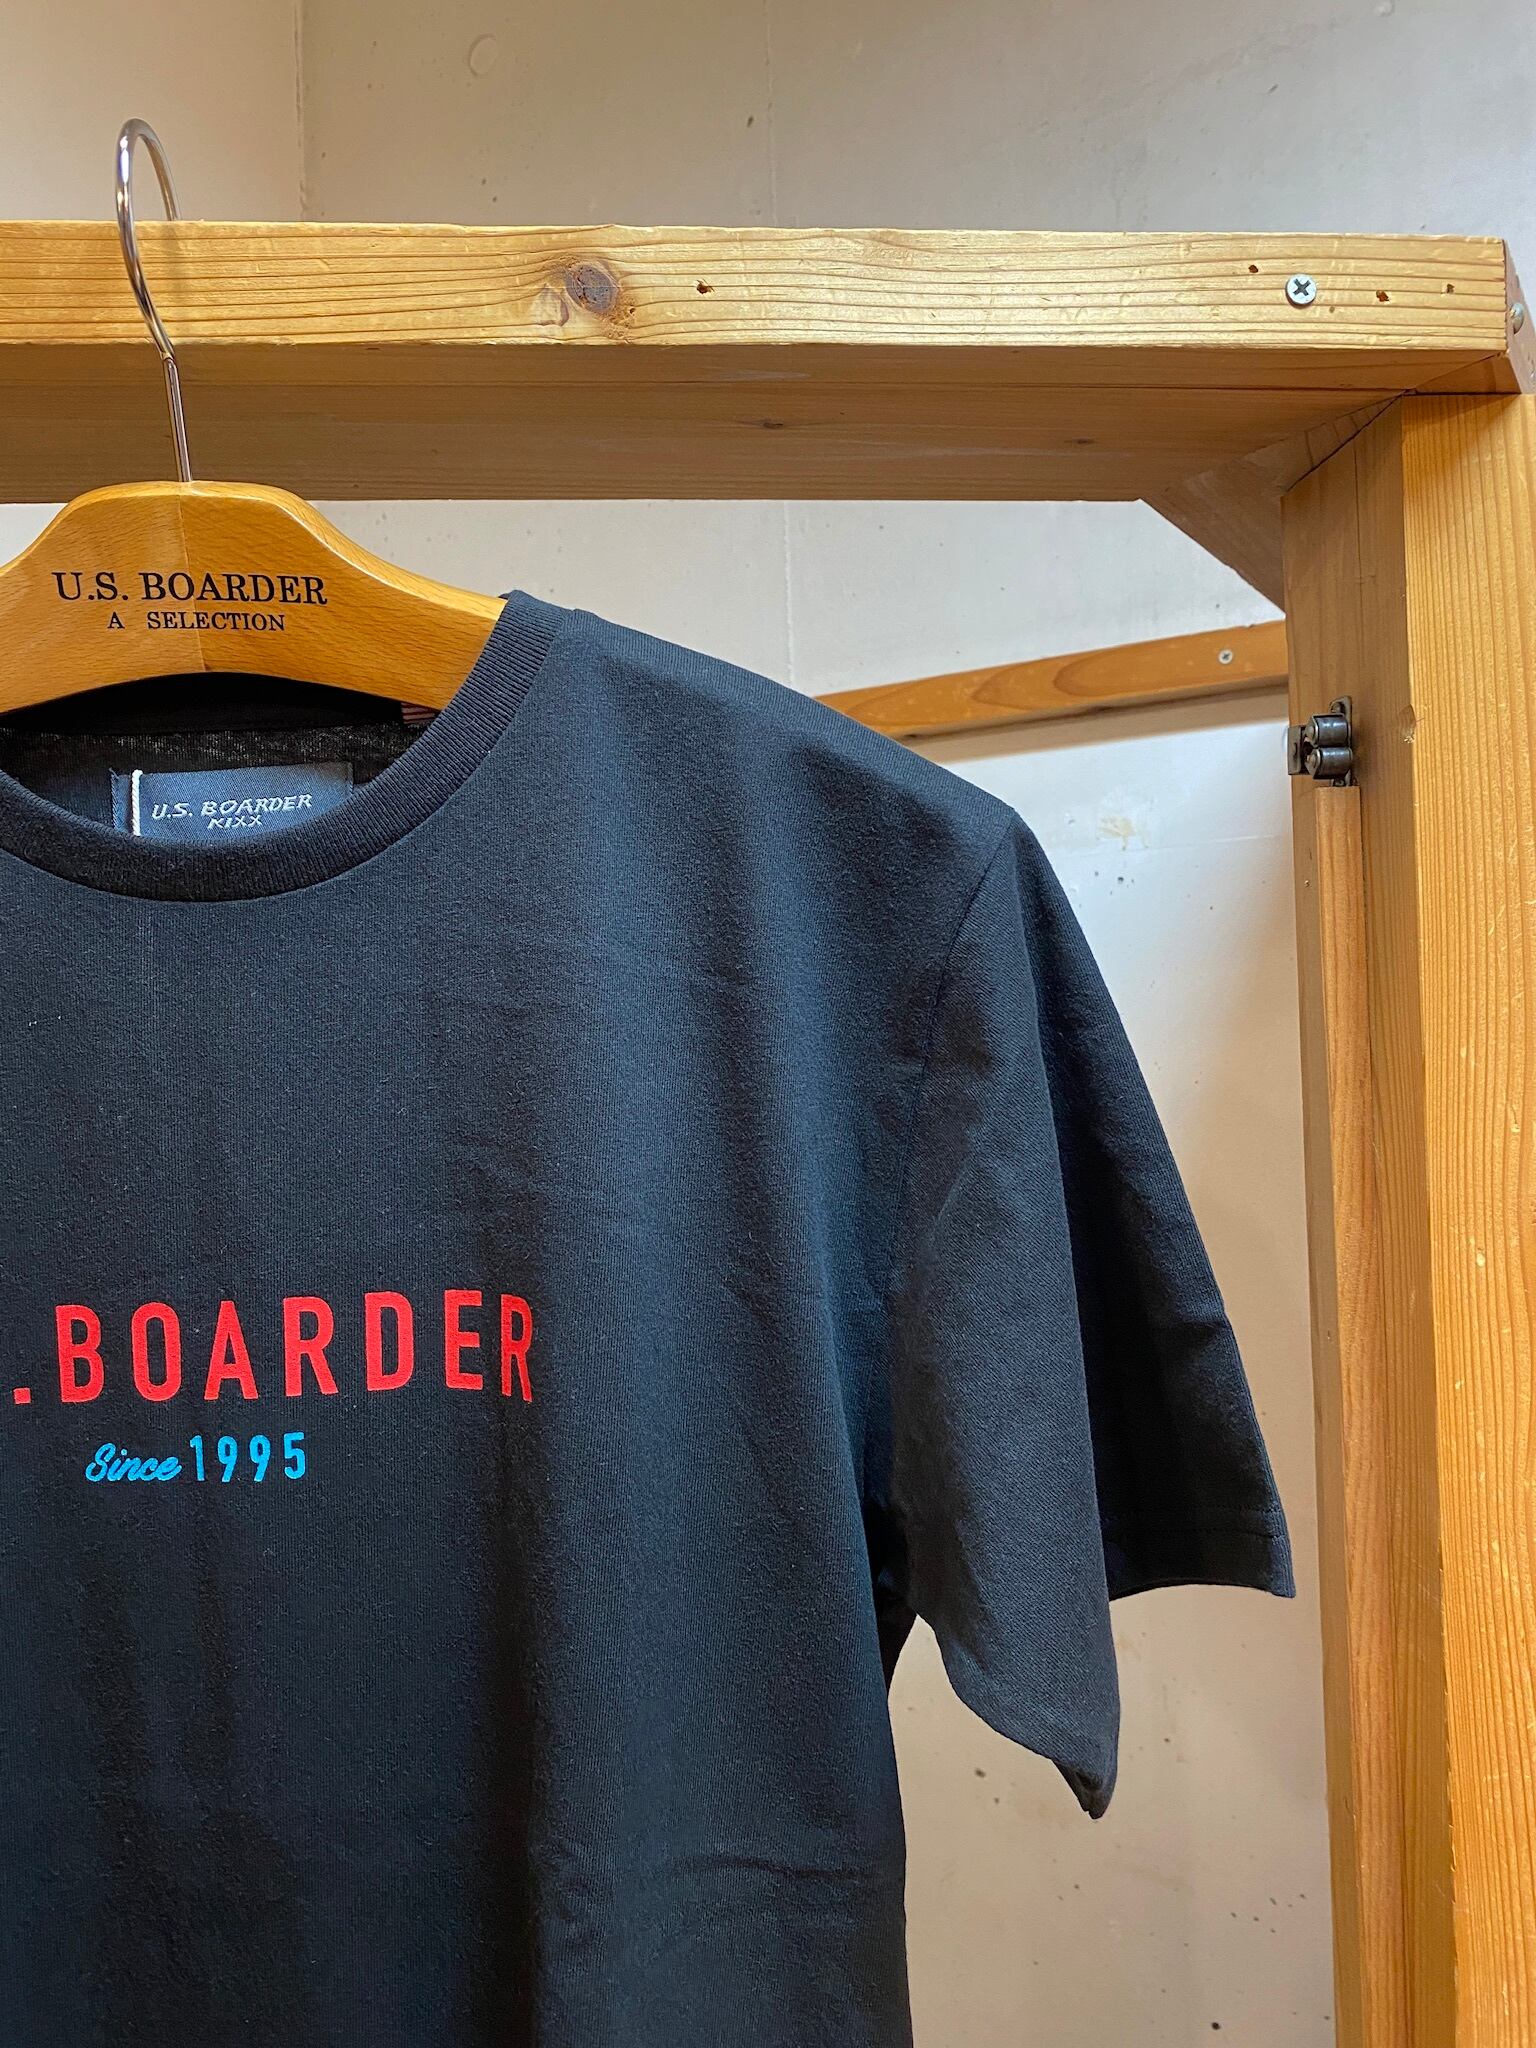 U.S. BOARDER
A SELECTION
U.S. BOARDER
KIXX
.BOARDER
Since 1995